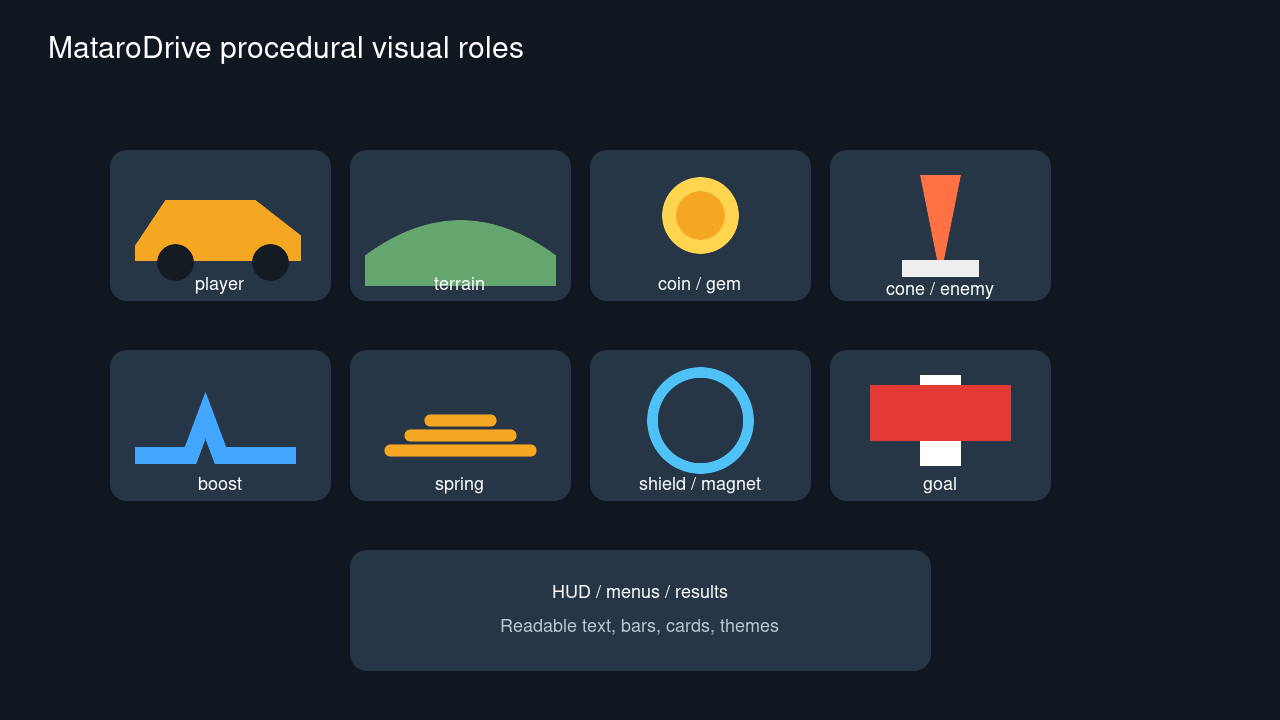 MataroDrive procedural visual roles
player
terrain
coin / gem
cone / enemy
boost
spring
shield / magnet
goal
HUD / menus / results
Readable text, bars, cards, themes